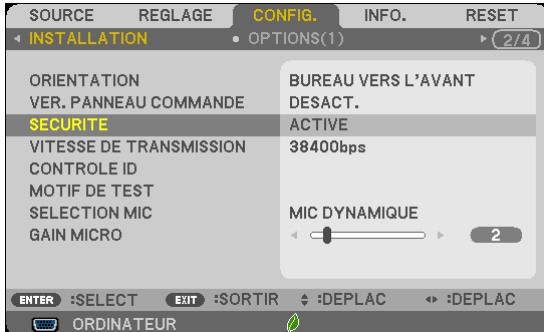 SOURCE REGLAGE CONFIG. INFO. RESET
INSTALLATION • OPTIONS(1) 2/4
ORIENTATION BUREAU VERS L'AVANT
VER. PANNEAU COMMANDE DESACT.
SECURITE ACTIVE
VITESSE DE TRANSMISSION 38400bps
CONTROLE ID
MOTIF DE TEST
SELECTION MIC MIC DYNAMIQUE
GAIN MICRO 2
ENTER :SELECT EXIT :SORTIR :DEPLAC :DEPLAC
ORDINATEUR